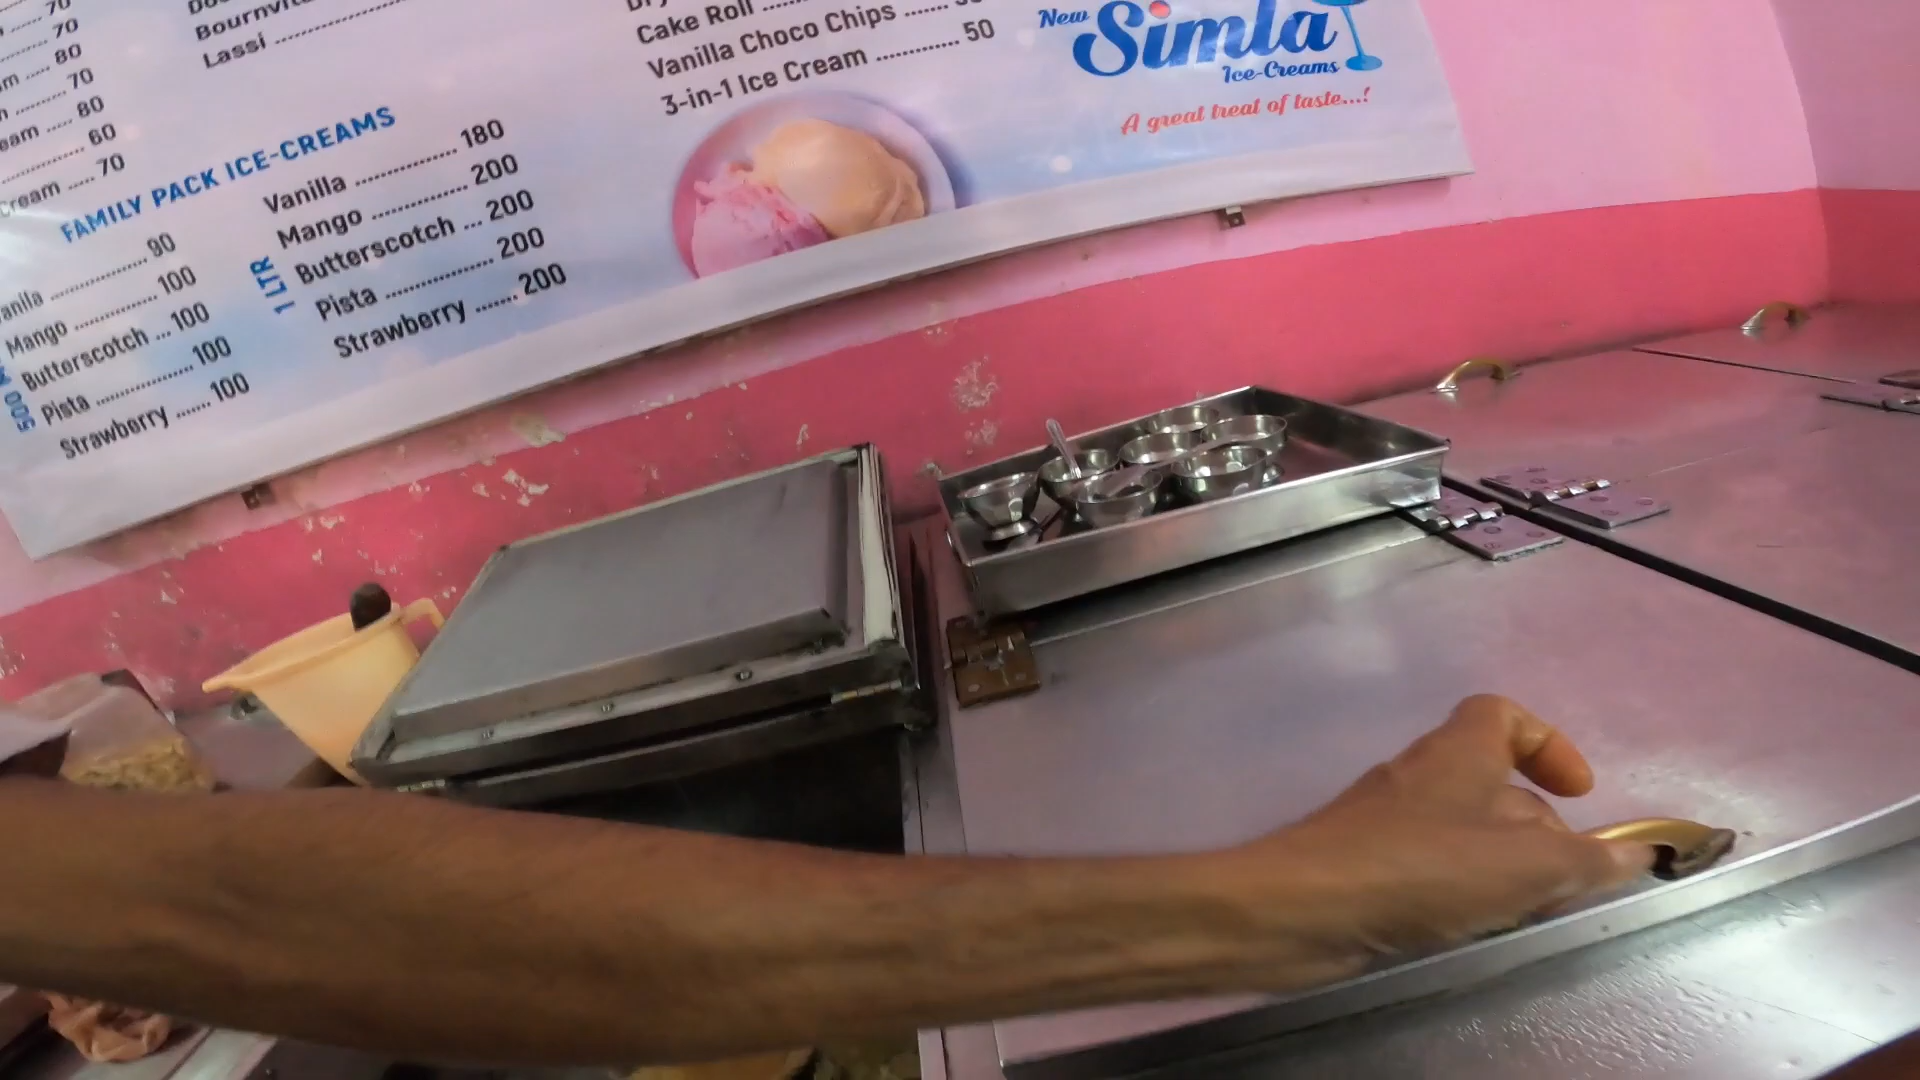 70
70
80
70
80
60
Cream ..... 70
Bournvita
Lassi
Cake Roll
Vanilla Choco Chips
3-in-1 Ice Cream ............. 50
New
Simla
Ice-Creams
A great treat of taste...!
FAMILY PACK ICE-CREAMS
Vanilla ................ 180
Mango ............... 200
Butterscotch ... 200
Pista ................. 200
Strawberry ....... 200
1 LTR
90
Mango ............... 100
Butterscotch ... 100
Pista ................. 100
Strawberry ....... 100
500